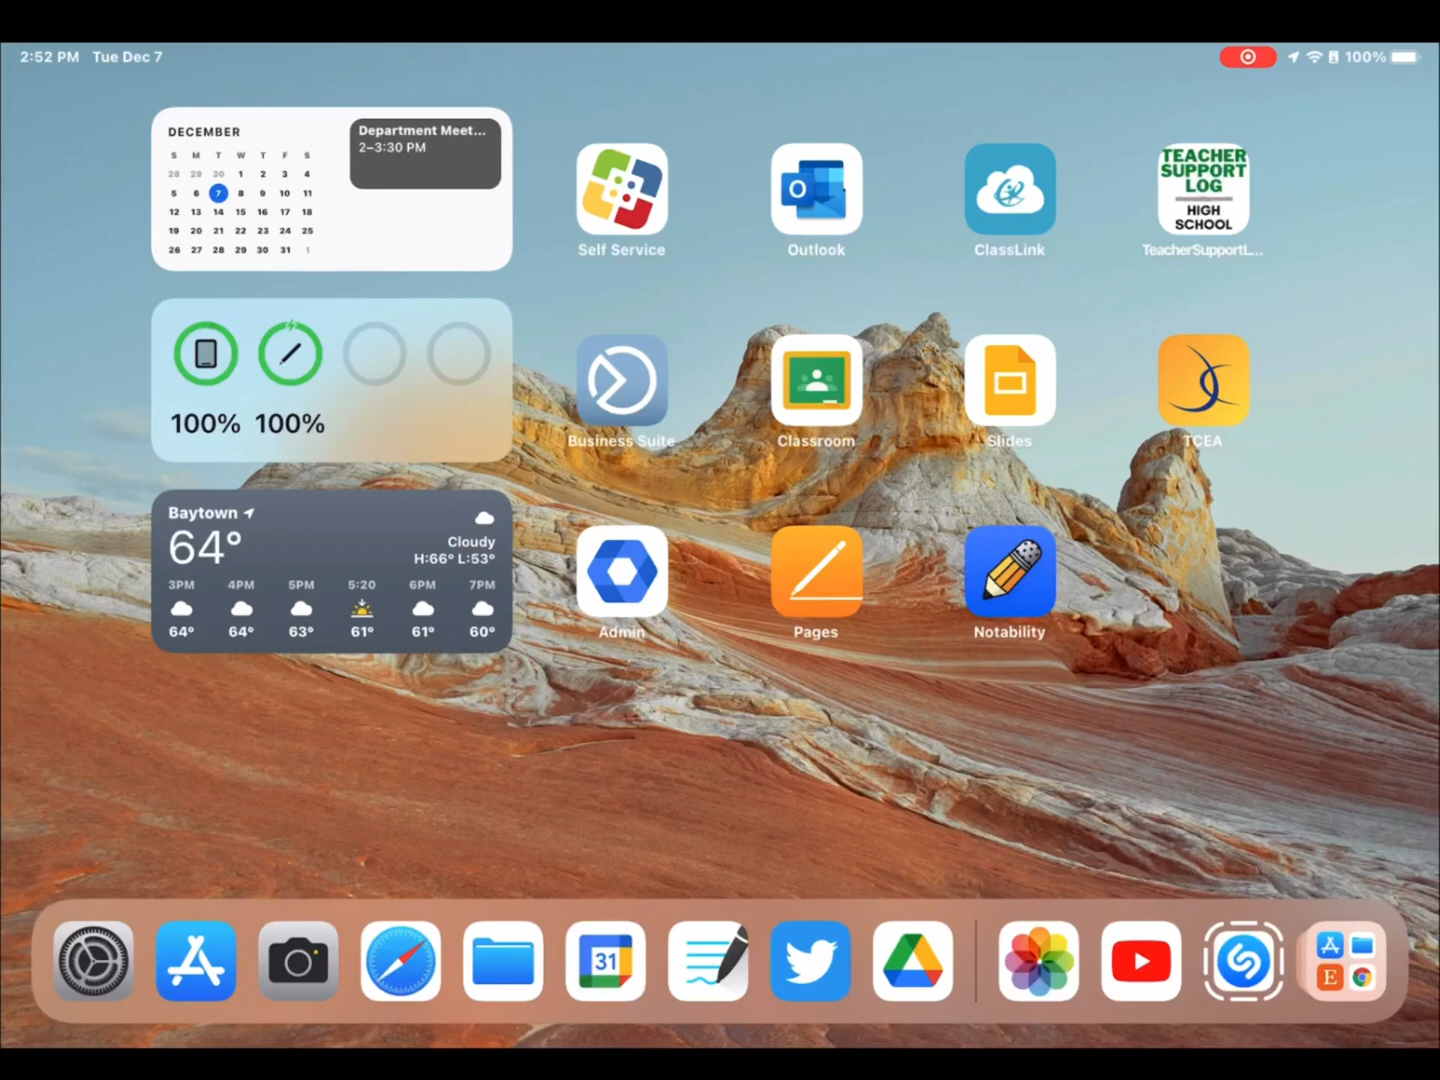 2:52 PM Tue Dec 7
100%
DECEMBER
S M T W T F S
28 29 30 1 2 3 4
5 6 7 8 9 10 11
12 13 14 15 16 17 18
19 20 21 22 23 24 25
26 27 28 29 30 31 1
Department Meet...
2–3:30 PM
100% 100%
Baytown
64°
Cloudy
H:66° L:53°
3PM 4PM 5PM 5:20 6PM 7PM
64° 64° 63° 61° 61° 60°
Self Service
Outlook
ClassLink
TEACHER
SUPPORT
LOG
HIGH
SCHOOL
TeacherSupportL...
Business Suite
Classroom
Slides
TCEA
Admin
Pages
Notability
31
E